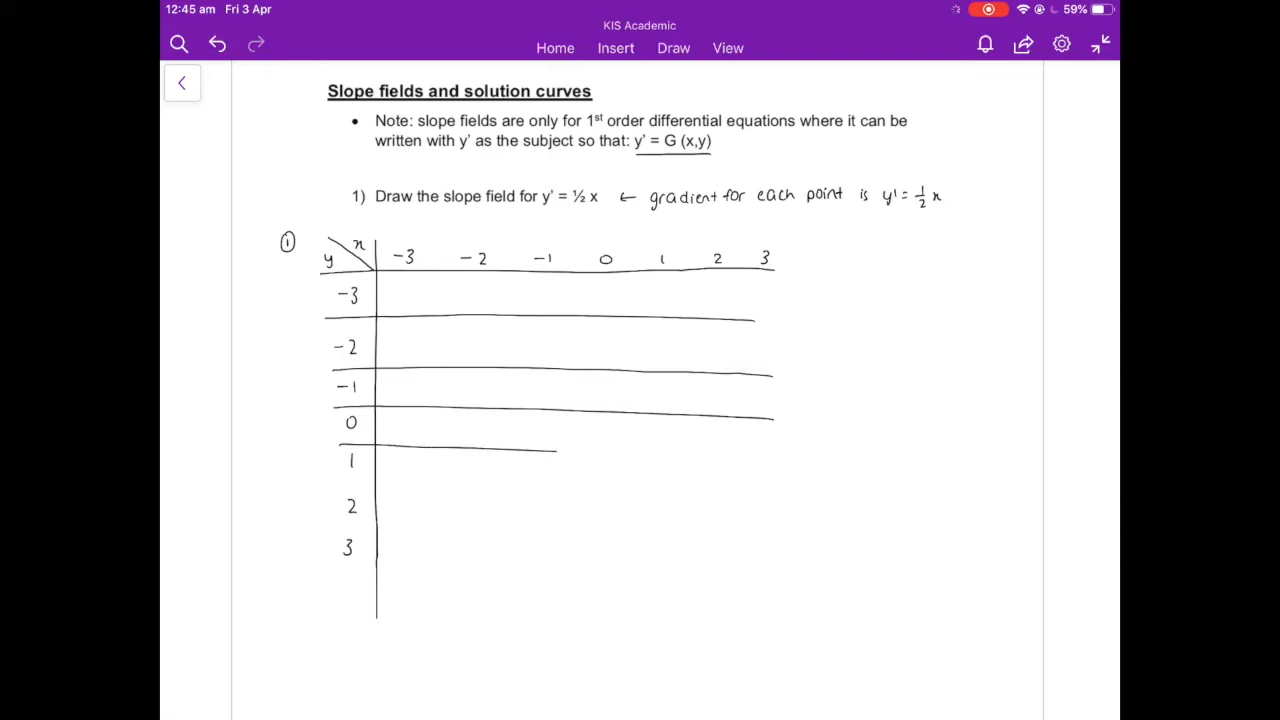 12:45 am Fri 3 Apr
59%
KIS Academic
Home Insert Draw View
Slope fields and solution curves
• Note: slope fields are only for 1st order differential equations where it can be
written with y' as the subject so that: y' = G (x,y)
1) Draw the slope field for y' = ½ x ← gradient for each point is y' = 1/2 x
① y x -3 -2 -1 0 1 2 3
-3
-2
-1
0
1
2
3